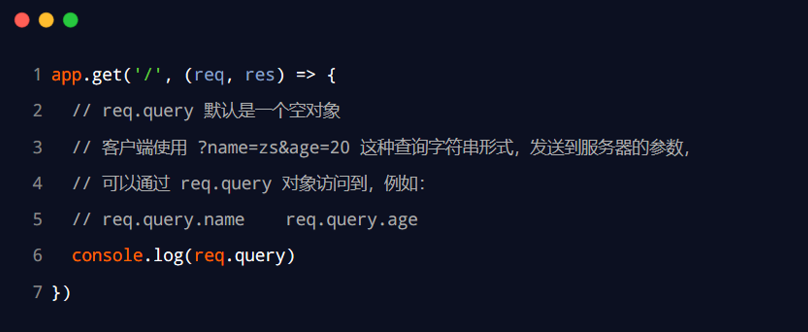 1 app.get('/', (req, res) => {
2 // req.query 默认是一个空对象
3 // 客户端使用 ?name=zs&age=20 这种查询字符串形式，发送到服务器的参数，
4 // 可以通过 req.query 对象访问到，例如：
5 // req.query.name    req.query.age
6 console.log(req.query)
7 })